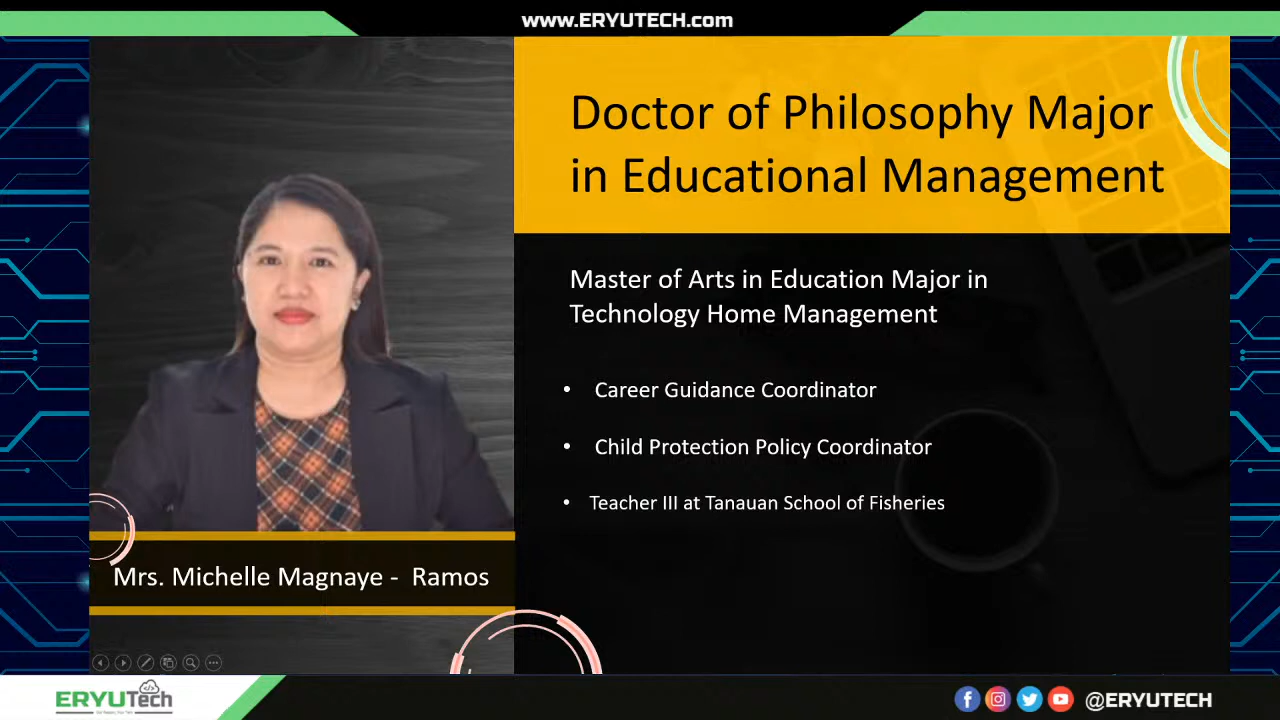 www.ERYUTECH.com
Doctor of Philosophy Major
in Educational Management
Master of Arts in Education Major in
Technology Home Management
• Career Guidance Coordinator
• Child Protection Policy Coordinator
• Teacher III at Tanauan School of Fisheries
Mrs. Michelle Magnaye - Ramos
ERYUTech
@ERYUTECH